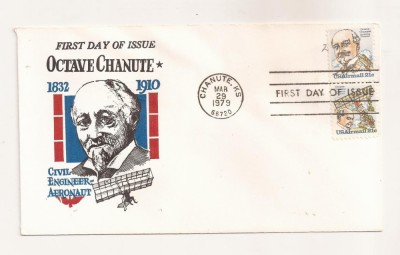 FIRST DAY OF ISSUE
OCTAVE CHANUTE★
1832 1910
CIVIL
ENGINEER-
AERONAUT
CHANUTE, KS
MAR
29
1979
66720
FIRST DAY OF ISSUE
USAirmail 21c
USAirmail 21c